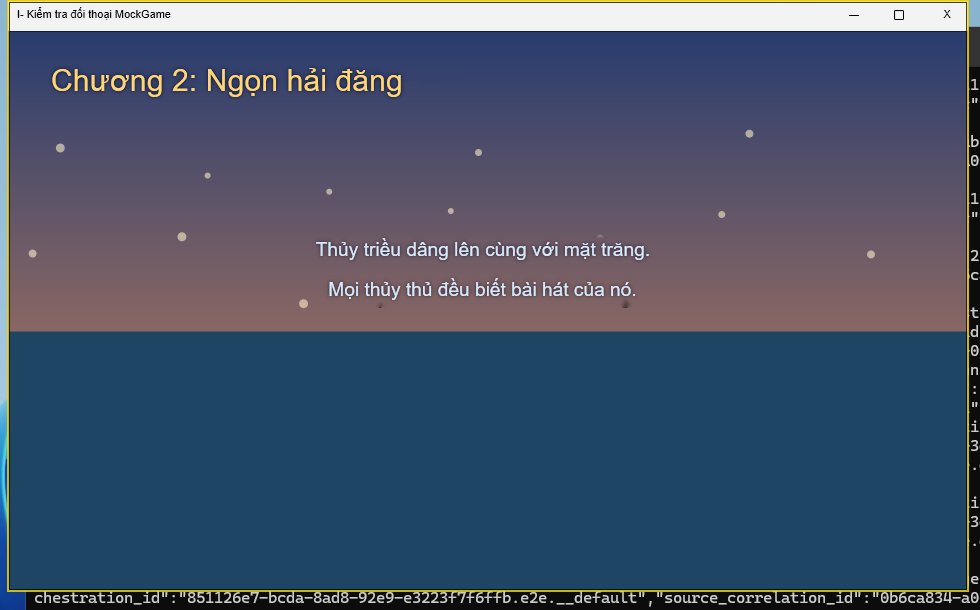 I- Kiểm tra đối thoại MockGame
X
Chương 2: Ngọn hải đăng
Thủy triều dâng lên cùng với mặt trăng.
Mọi thủy thủ đều biết bài hát của nó.
chestration_id":"851126e7-bcda-8ad8-92e9-e3223f7f6ffb.e2e.__default","source_correlation_id":"0b6ca834-a